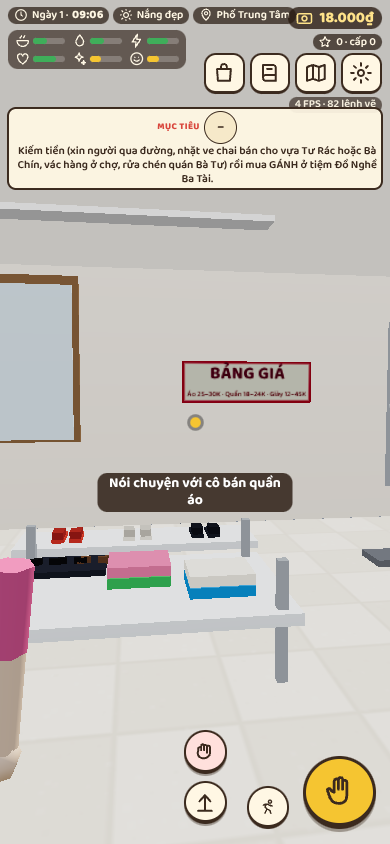 Ngày 1 · 09:06
Nắng đẹp
Phố Trung Tâm
18.000₫
0 · cấp 0
4 FPS · 82 lệnh vẽ
MỤC TIÊU
–
Kiếm tiền (xin người qua đường, nhặt ve chai bán cho vựa Tư Rác hoặc Bà
Chín, vác hàng ở chợ, rửa chén quán Bà Tư) rồi mua GÁNH ở tiệm Đồ Nghề
Ba Tài.
BẢNG GIÁ
Áo 25-30K · Quần 18-24K · Giày 12-45K
Nói chuyện với cô bán quần
áo